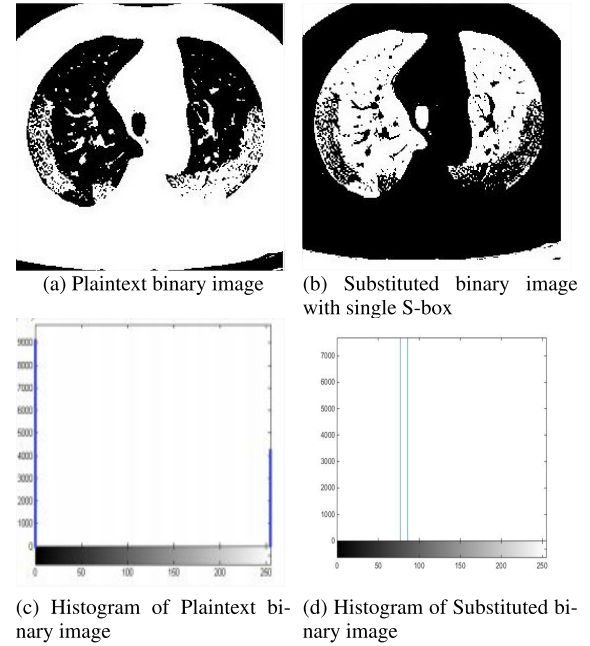 (a) Plaintext binary image
(b) Substituted binary image
with single S-box
9000
8000
7000
6000
5000
4000
3000
2000
1000
0
0 50 100 150 200 250
7000
6000
5000
4000
3000
2000
1000
0
0 50 100 150 200 250
(c) Histogram of Plaintext bi-
nary image
(d) Histogram of Substituted bi-
nary image